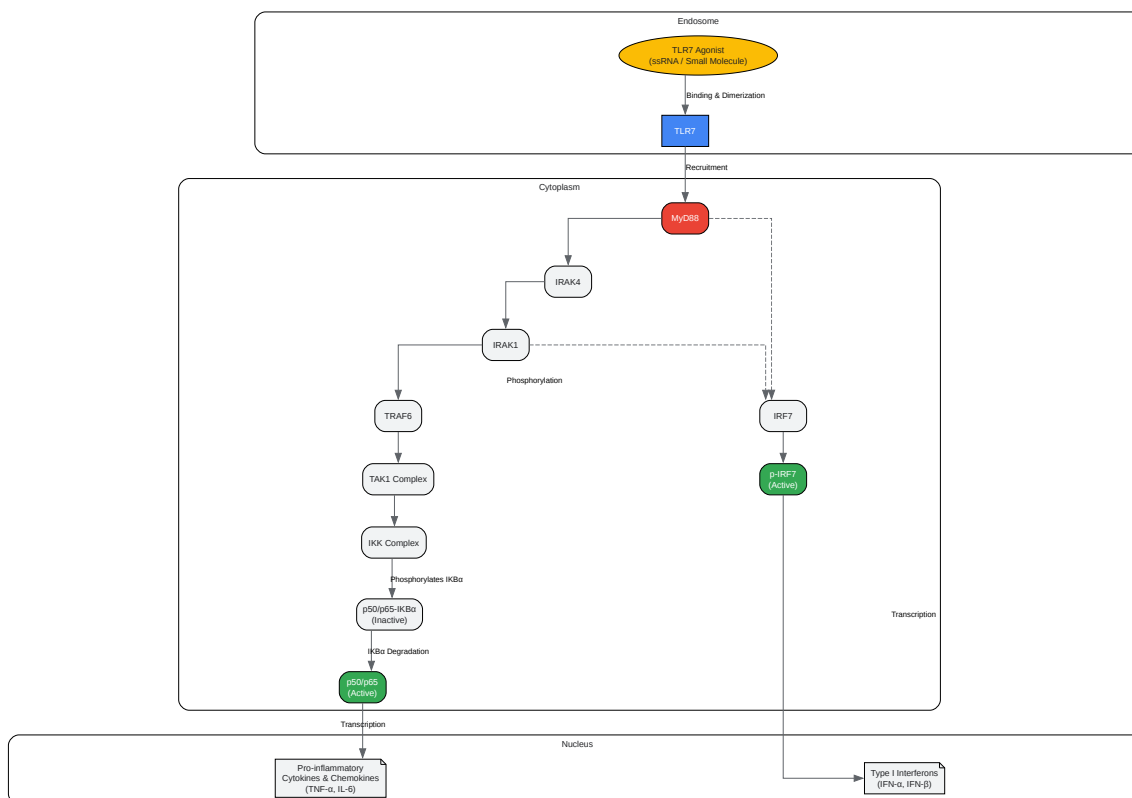 Endosome
TLR7 Agonist
(ssRNA / Small Molecule)
Binding & Dimerization
TLR7
Recruitment
Cytoplasm
MyD88
IRAK4
IRAK1
Phosphorylation
TRAF6
IRF7
TAK1 Complex
p-IRF7
(Active)
IKK Complex
Phosphorylates IKBα
p50/p65-IKBα
(Inactive)
Transcription
IKBα Degradation
p50/p65
(Active)
Transcription
Nucleus
Pro-inflammatory
Cytokines & Chemokines
(TNF-α, IL-6)
Type I Interferons
(IFN-α, IFN-β)